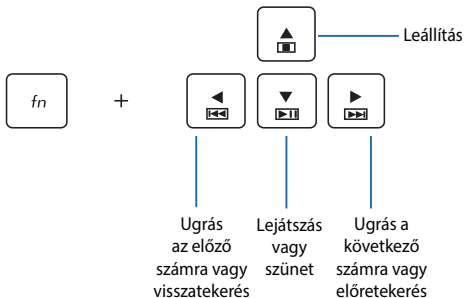 Leállítás
fn
+
Ugrás
az előző
számra vagy
visszatekerés
Lejátszás
vagy
szünet
Ugrás a
következő
számra vagy
előretekerés